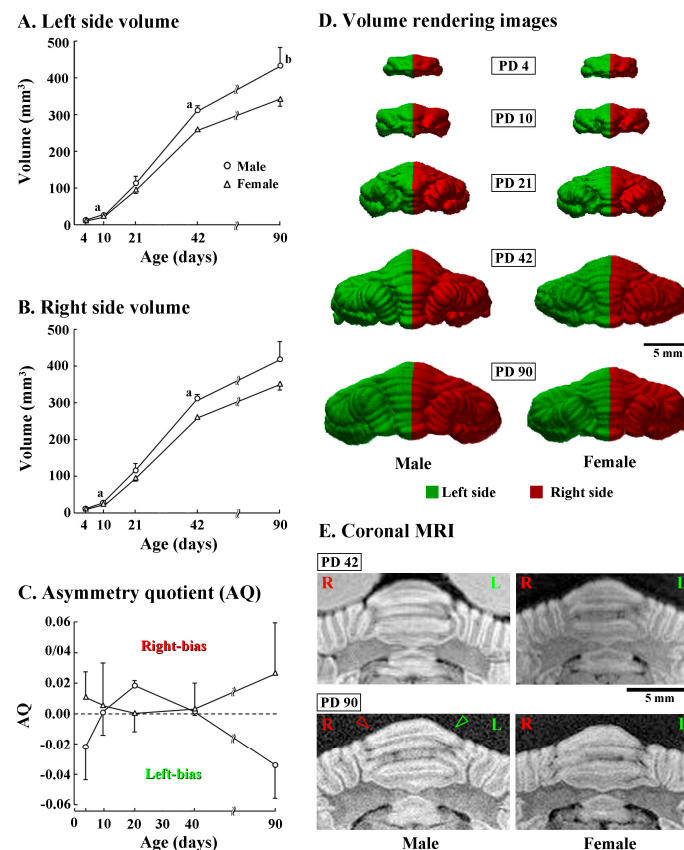 A. Left side volume
500
400
300
200
100
0
Volume (mm³)
a
a
b
Male
Female
4 10 21 42 90
Age (days)
B. Right side volume
500
400
300
200
100
0
Volume (mm³)
a
a
4 10 21 42 90
Age (days)
C. Asymmetry quotient (AQ)
0.06
0/04
0.02
0.00
-0.02
-0.04
-0.06
AQ
Right-bias
Left-bias
0 10 20 40 90
Age (days)
D. Volume rendering images
PD 4
PD 10
PD 21
PD 42
5 mm
PD 90
Male Female
Left side Right side
E. Coronal MRI
PD 42
R L R L
5 mm
PD 90
R L R L
Male Female